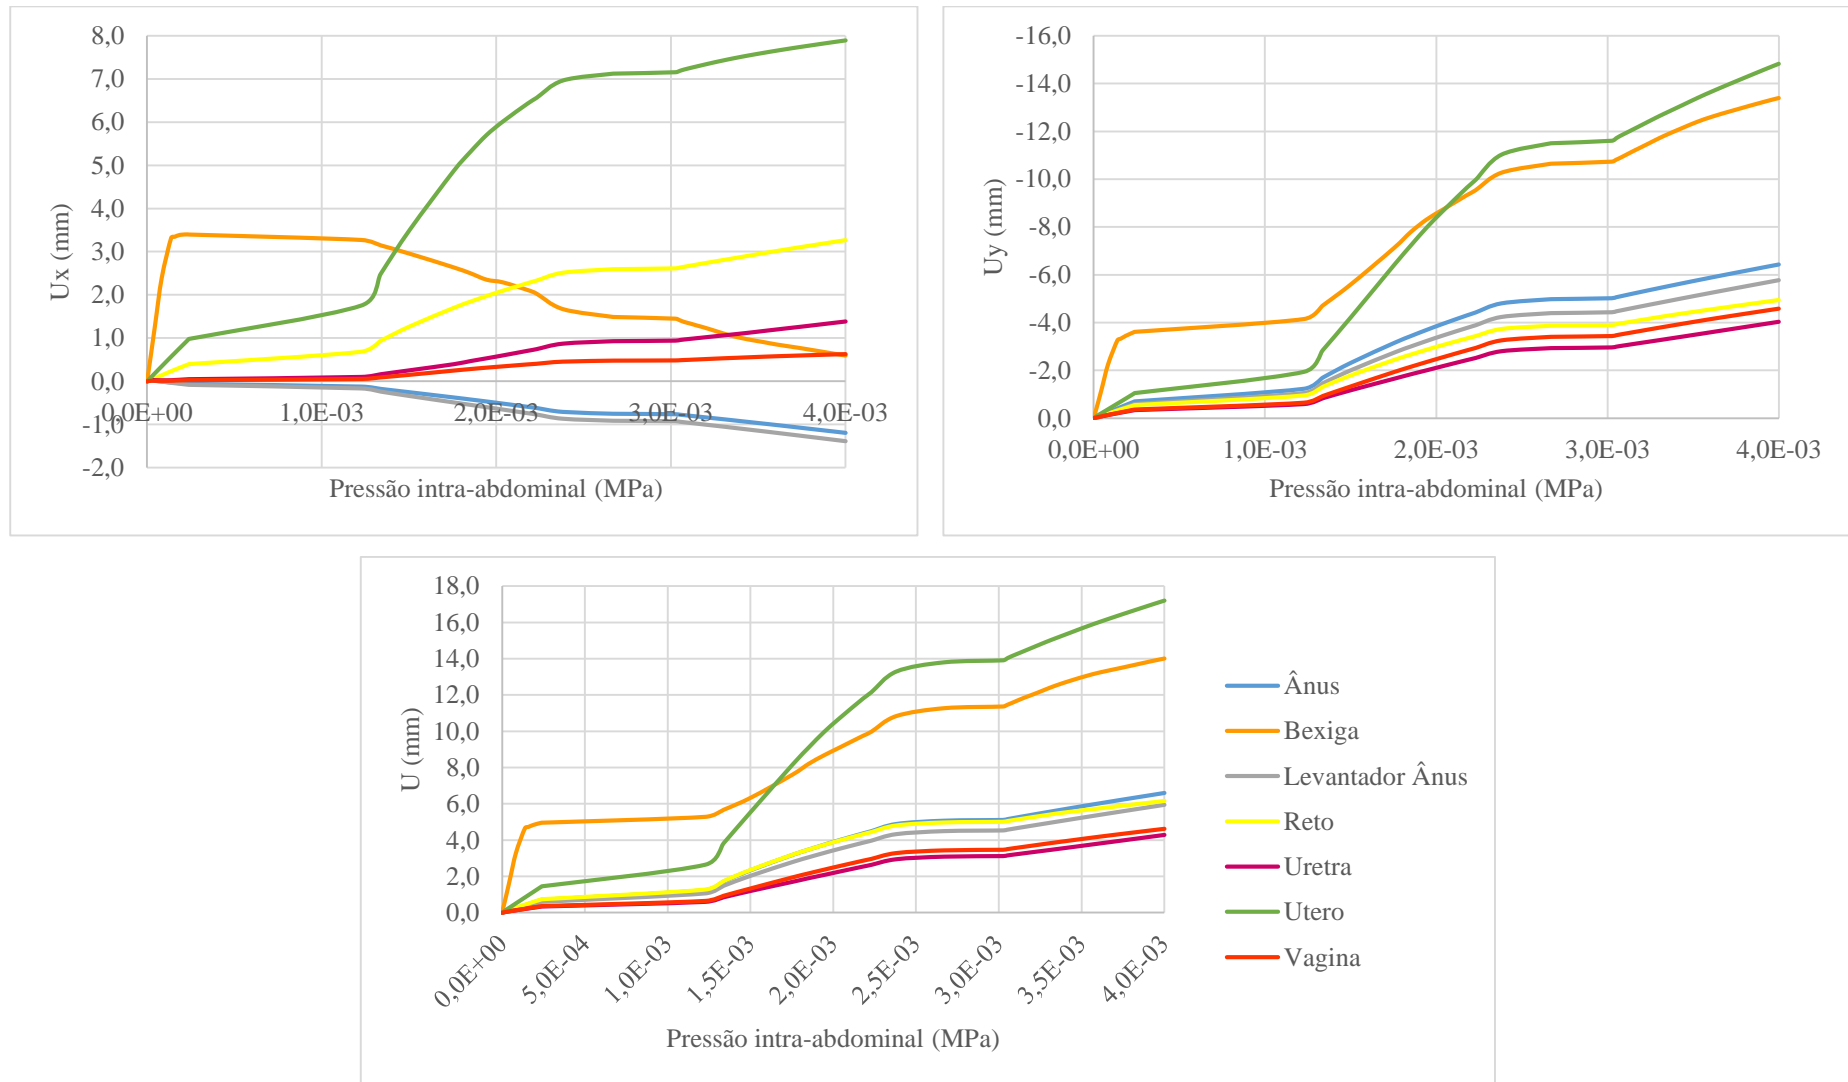 8,0
7,0
6,0
5,0
4,0
3,0
2,0
1,0
0,0
-1,0
-2,0
Ux (mm)
0,0E+00 1,0E-03 2,0E-03 3,0E-03 4,0E-03
Pressão intra-abdominal (MPa)
-16,0
-14,0
-12,0
-10,0
-8,0
-6,0
-4,0
-2,0
0,0
Uy (mm)
0,0E+00 1,0E-03 2,0E-03 3,0E-03 4,0E-03
Pressão intra-abdominal (MPa)
18,0
16,0
14,0
12,0
10,0
8,0
6,0
4,0
2,0
0,0
U (mm)
0,0E+00 5,0E-04 1,0E-03 1,5E-03 2,0E-03 2,5E-03 3,0E-03 3,5E-03 4,0E-03
Pressão intra-abdominal (MPa)
Ânus
Bexiga
Levantador Ânus
Reto
Uretra
Utero
Vagina